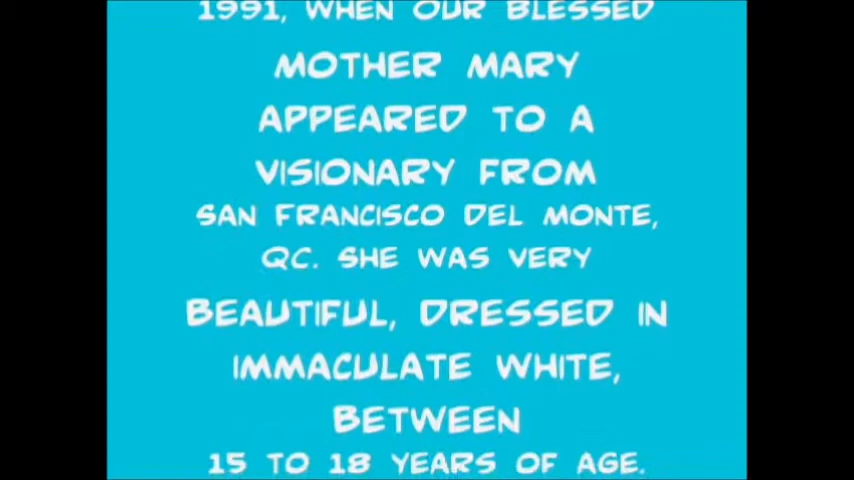 1991, WHEN OUR BLESSED
MOTHER MARY
APPEARED TO A
VISIONARY FROM
SAN FRANCISCO DEL MONTE,
QC. SHE WAS VERY
BEAUTIFUL, DRESSED IN
IMMACULATE WHITE,
BETWEEN
15 TO 18 YEARS OF AGE.